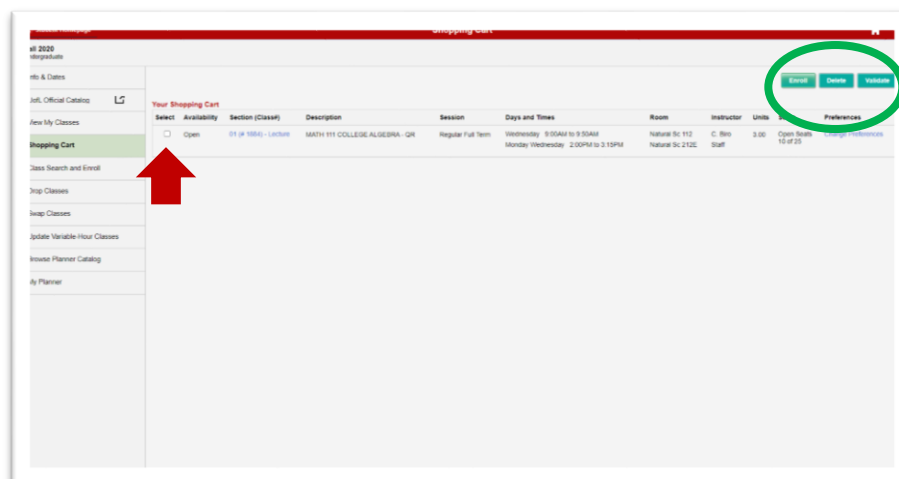 Student Homepage
Shopping Cart
all 2020
ndergraduate
nfo & Dates
UofL Official Catalog
View My Classes
Shopping Cart
Class Search and Enroll
Drop Classes
Swap Classes
Update Variable-Hour Classes
Browse Planner Catalog
My Planner
Enroll Delete Validate
Your Shopping Cart
Select Availability Section (Class#) Description Session Days and Times Room Instructor Units Preferences
Open 01 (# 1884) - Lecture MATH 111 COLLEGE ALGEBRA - QR Regular Full Term Wednesday 9:00AM to 9:50AM Natural Sc 112 C. Biro 3.00 Open Seats Change Preferences
Monday Wednesday 2:00PM to 3:15PM Natural Sc 212E Staff 10 of 25